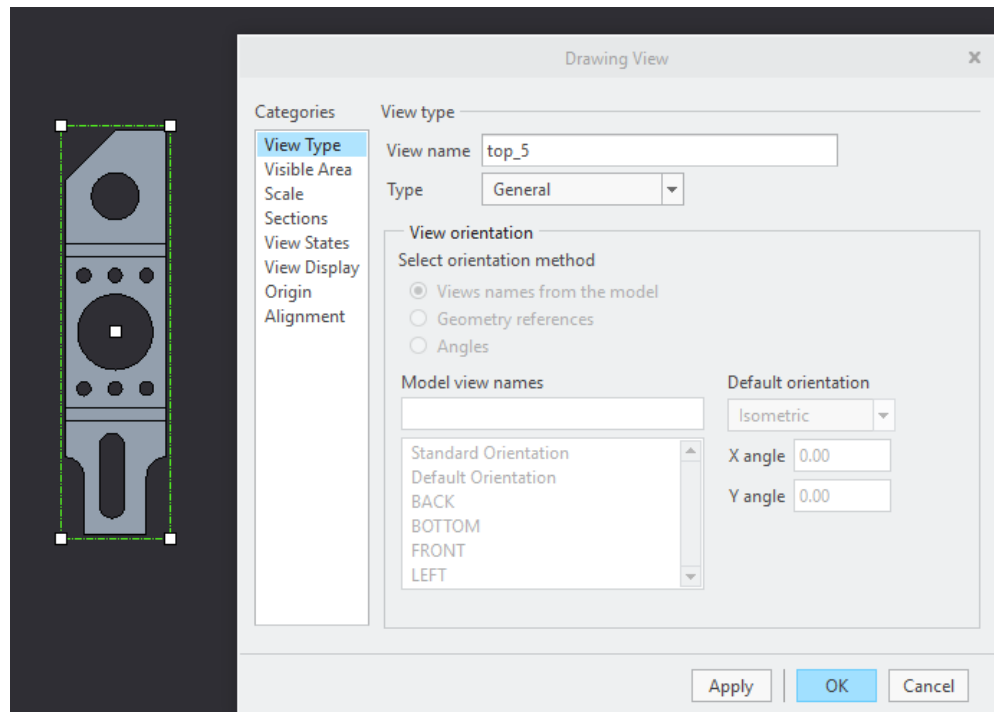 Drawing View
Categories
View Type
Visible Area
Scale
Sections
View States
View Display
Origin
Alignment
View type
View name top_5
Type General
View orientation
Select orientation method
Views names from the model
Geometry references
Angles
Model view names
Standard Orientation
Default Orientation
BACK
BOTTOM
FRONT
LEFT
Default orientation
Isometric
X angle 0.00
Y angle 0.00
Apply OK Cancel